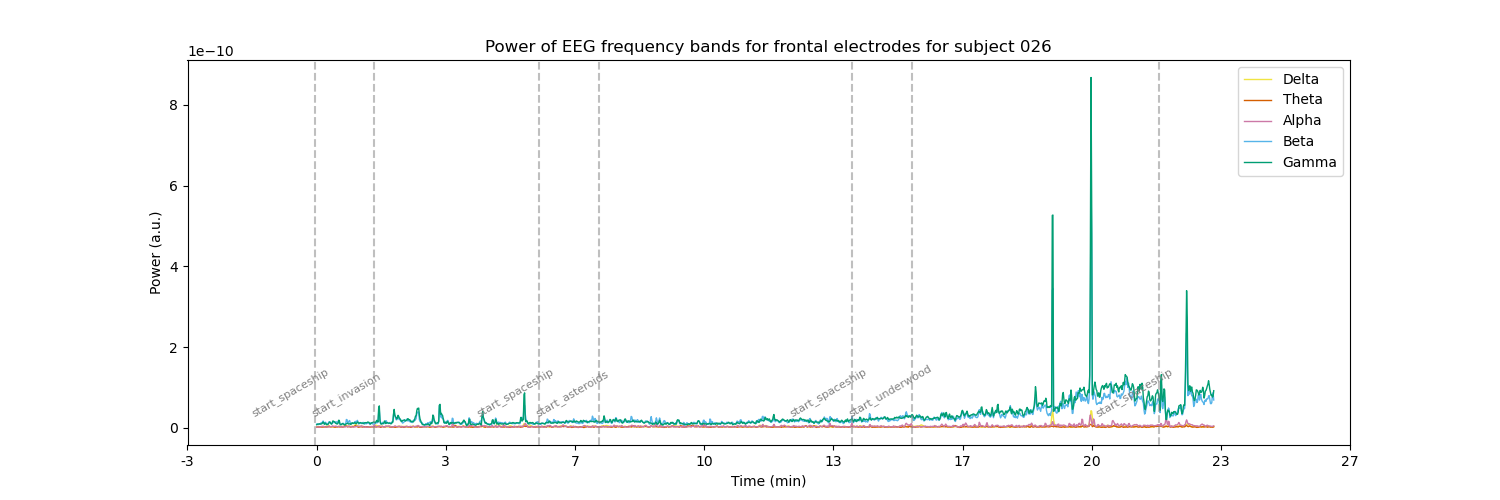 Power of EEG frequency bands for frontal electrodes for subject 026
1e−10
Delta
Theta
Alpha
Beta
Gamma
8
6
4
2
0
Power (a.u.)
start_spaceship
start_invasion
start_spaceship
start_asteroids
start_spaceship
start_underwood
start_spaceship
-3 0 3 7 10 13 17 20 23 27
Time (min)